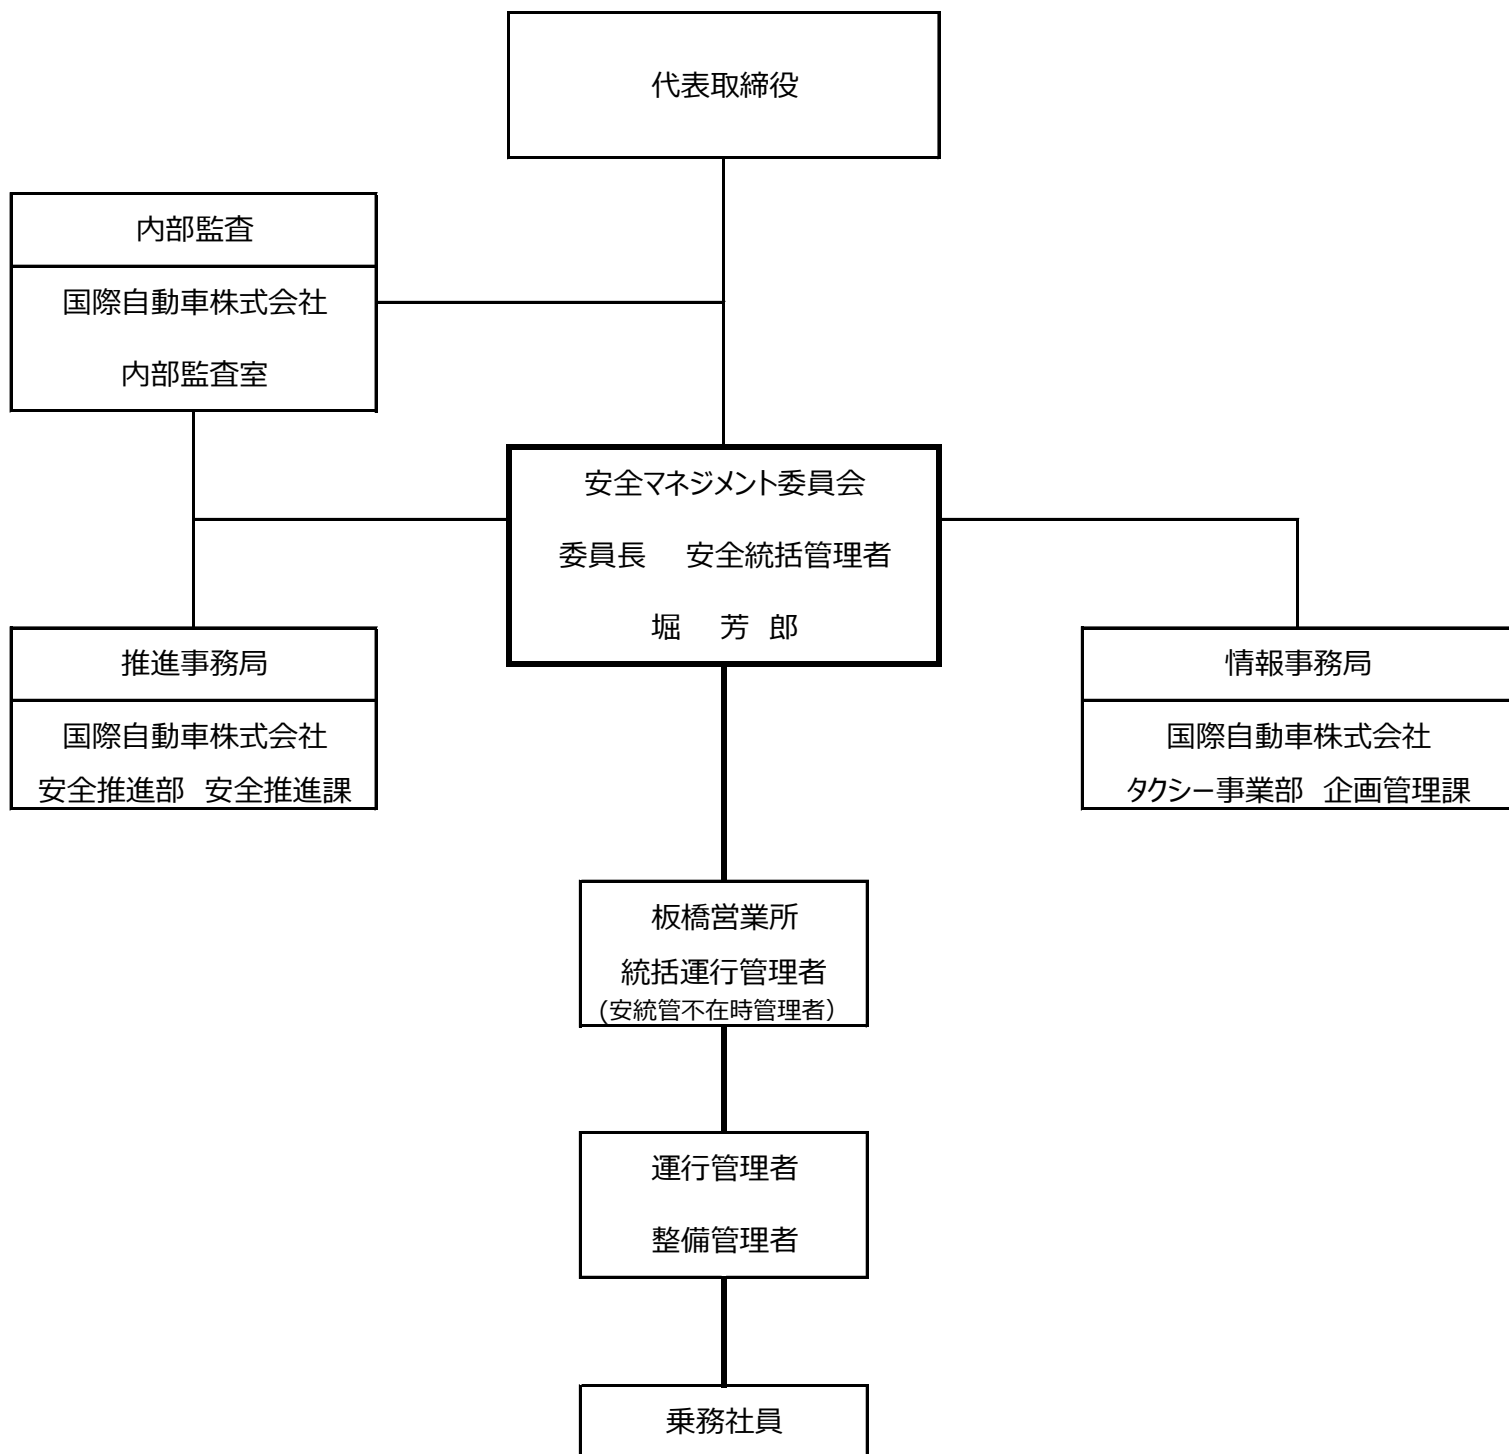 代表取締役
内部監査
国際自動車株式会社
内部監査室
安全マネジメント委員会
委員長　安全統括管理者
堀　芳 郎
推進事務局
国際自動車株式会社
安全推進部 安全推進課
情報事務局
国際自動車株式会社
タクシー事業部 企画管理課
板橋営業所
統括運行管理者
(安統管不在時管理者）
運行管理者
整備管理者
乗務社員